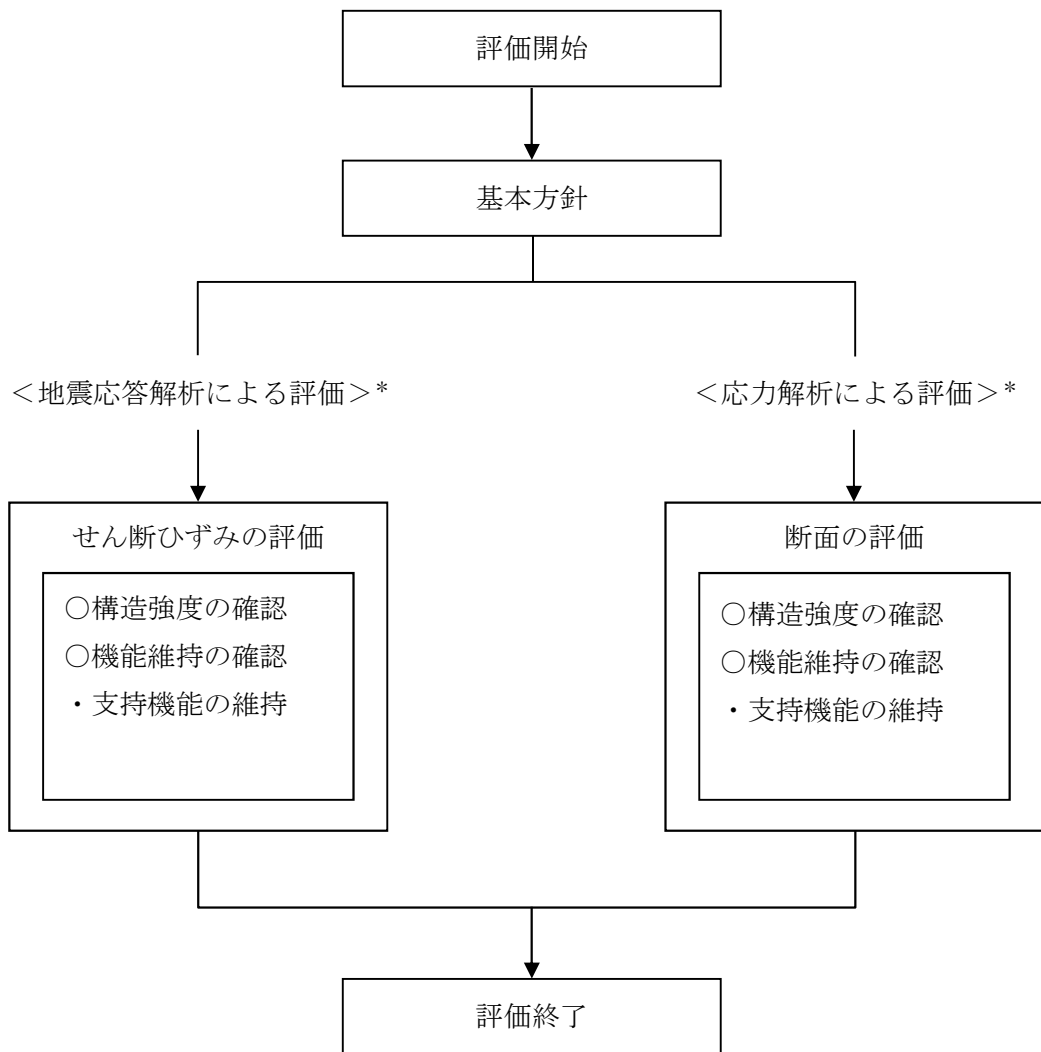 評価開始
基本方針
＜地震応答解析による評価＞*
＜応力解析による評価＞*
せん断ひずみの評価
○構造強度の確認
○機能維持の確認
・支持機能の維持
断面の評価
○構造強度の確認
○機能維持の確認
・支持機能の維持
評価終了